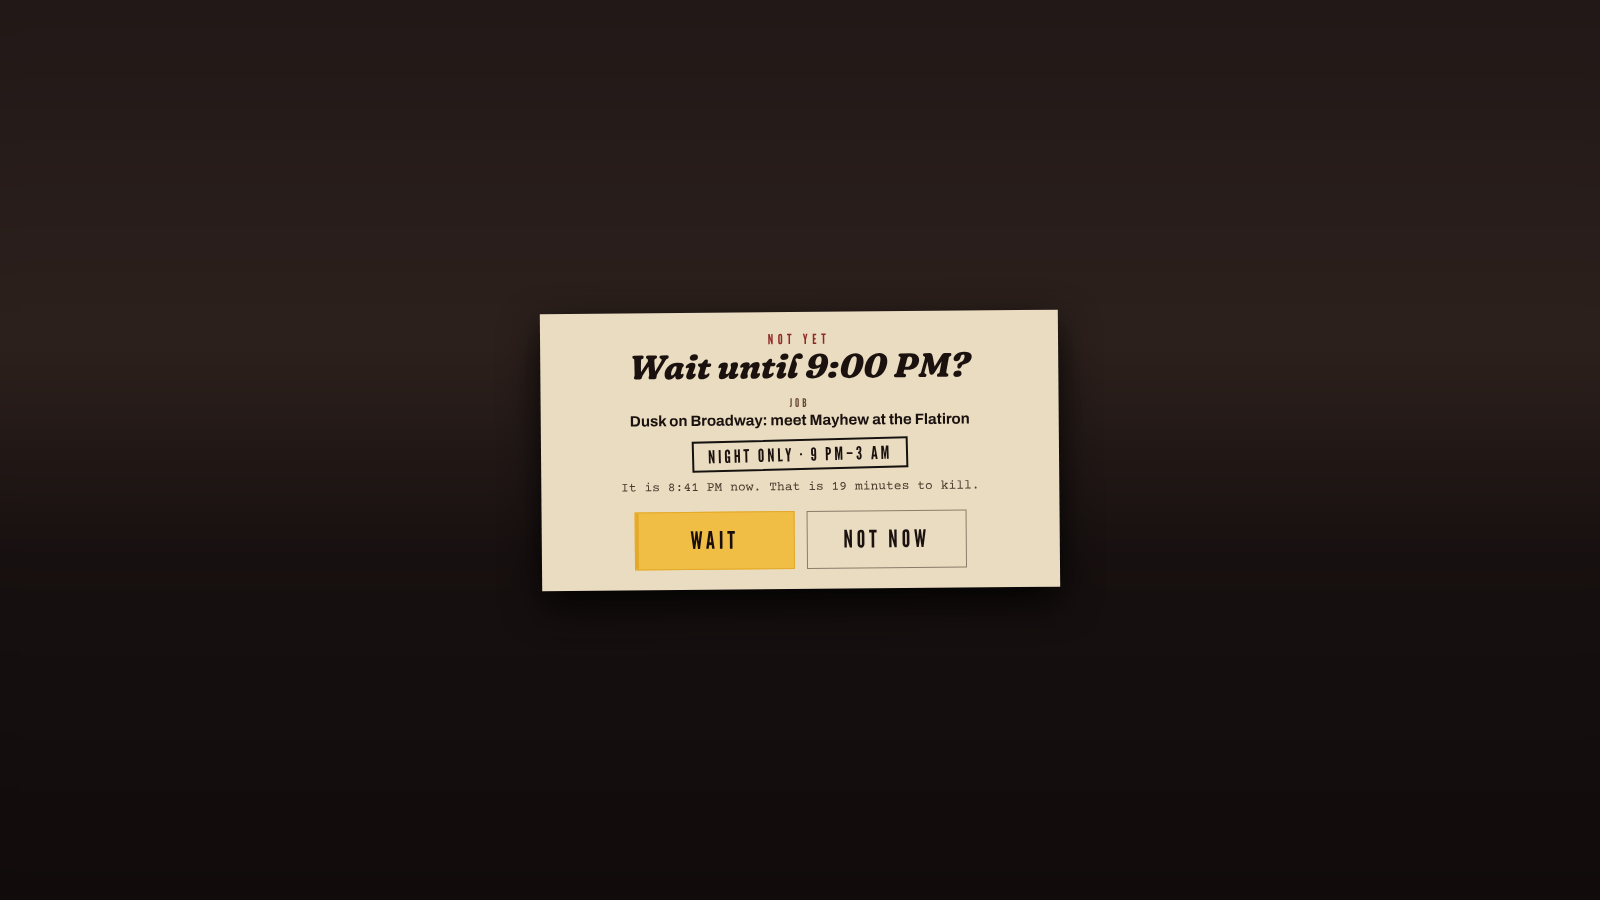 NOT YET
Wait until 9:00 PM?
JOB
Dusk on Broadway: meet Mayhew at the Flatiron
NIGHT ONLY · 9 PM–3 AM
It is 8:41 PM now. That is 19 minutes to kill.
WAIT
NOT NOW